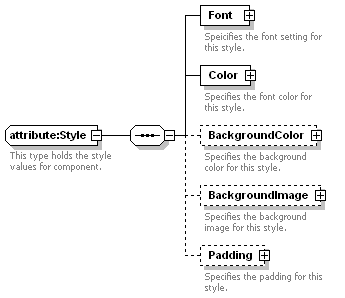 Font
Speicifies the font setting for
this style.
Color
Specifies the font color for
this style.
attribute:Style
This type holds the style
values for component.
BackgroundColor
Specifies the background
color for this style.
BackgroundImage
Specifies the background
image for this style.
Padding
Specifies the padding for this
style.